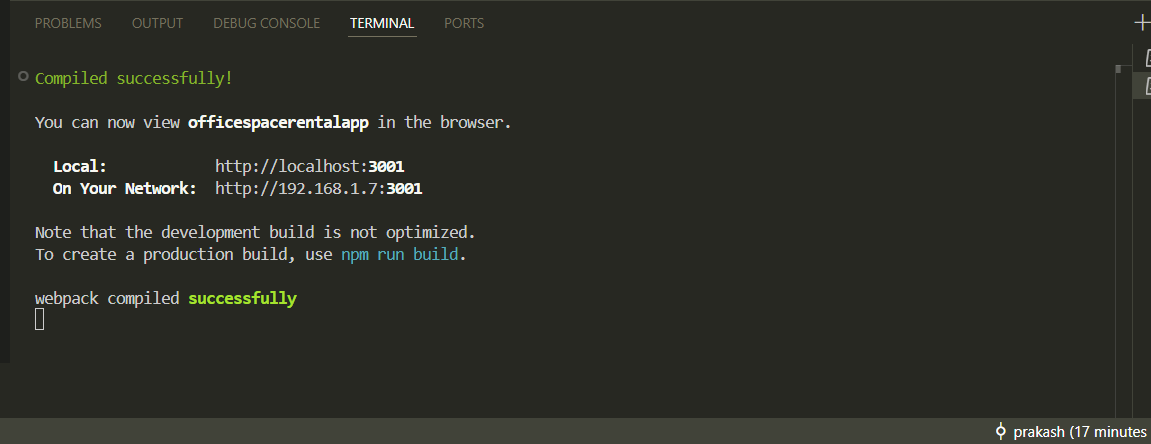 PROBLEMS OUTPUT DEBUG CONSOLE TERMINAL PORTS
Compiled successfully!
You can now view officespacerentalapp in the browser.
Local: http://localhost:3001
On Your Network: http://192.168.1.7:3001
Note that the development build is not optimized.
To create a production build, use npm run build.
webpack compiled successfully
prakash (17 minutes